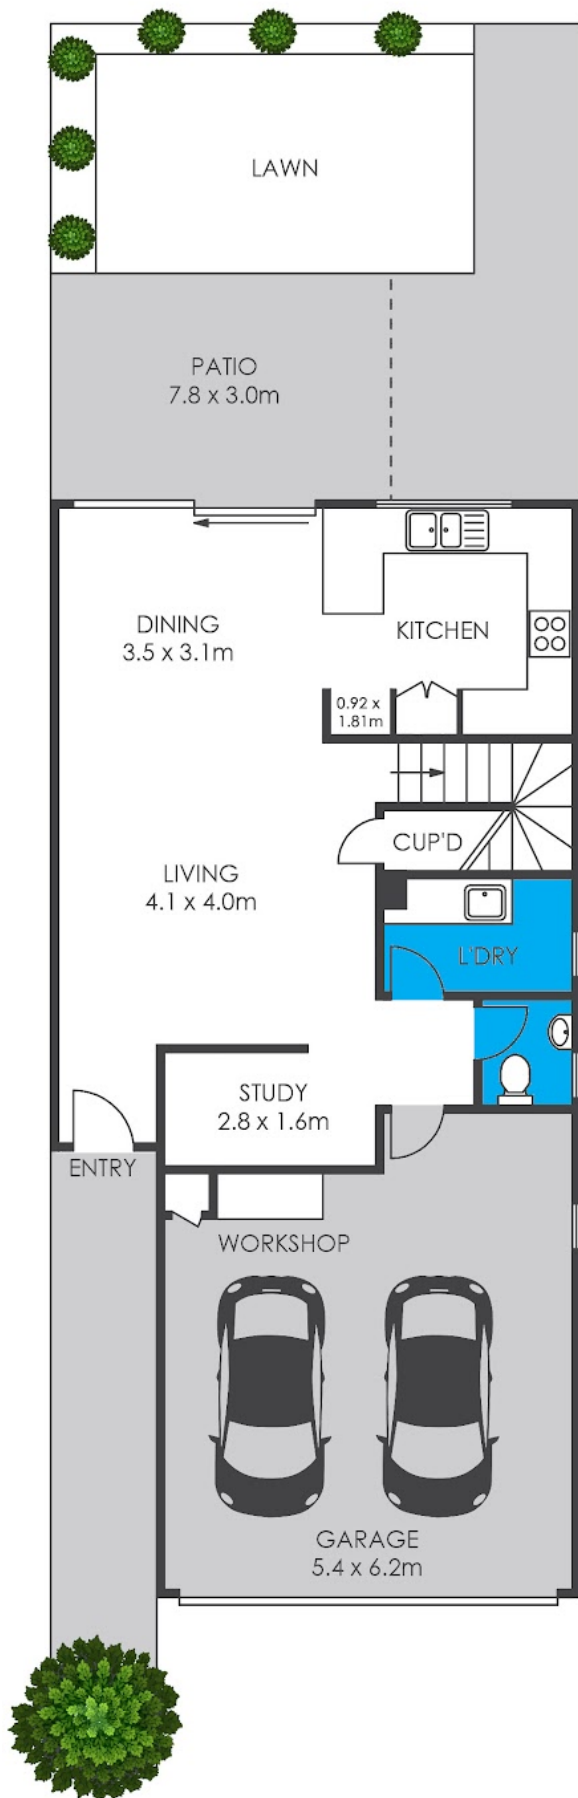 LAWN
PATIO
7.8 x 3.0m
DINING
3.5 x 3.1m
KITCHEN
0.92 x
1.81m
CUP'D
LIVING
4.1 x 4.0m
L'DRY
STUDY
2.8 x 1.6m
ENTRY
WORKSHOP
GARAGE
5.4 x 6.2m